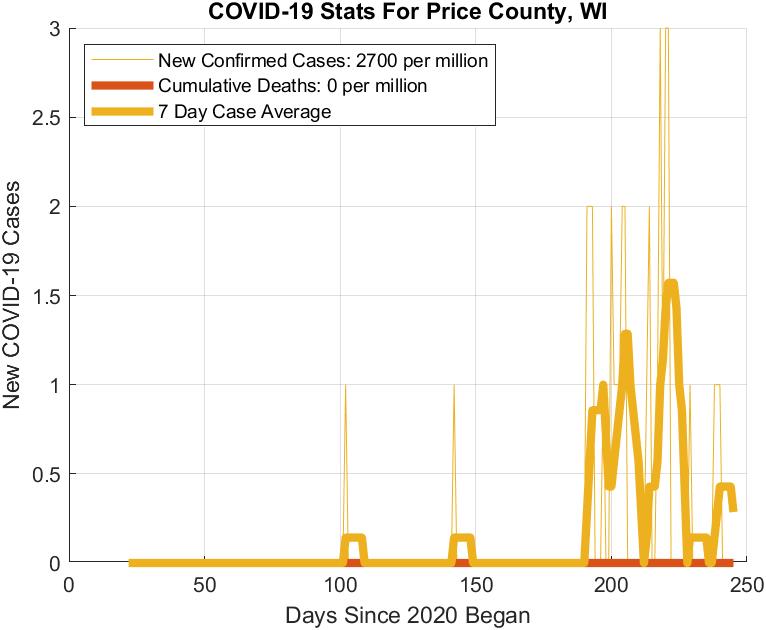 COVID-19 Stats For Price County, WI
New Confirmed Cases: 2700 per million
Cumulative Deaths: 0 per million
7 Day Case Average
New COVID-19 Cases
3
2.5
2
1.5
1
0.5
0
0 50 100 150 200 250
Days Since 2020 Began